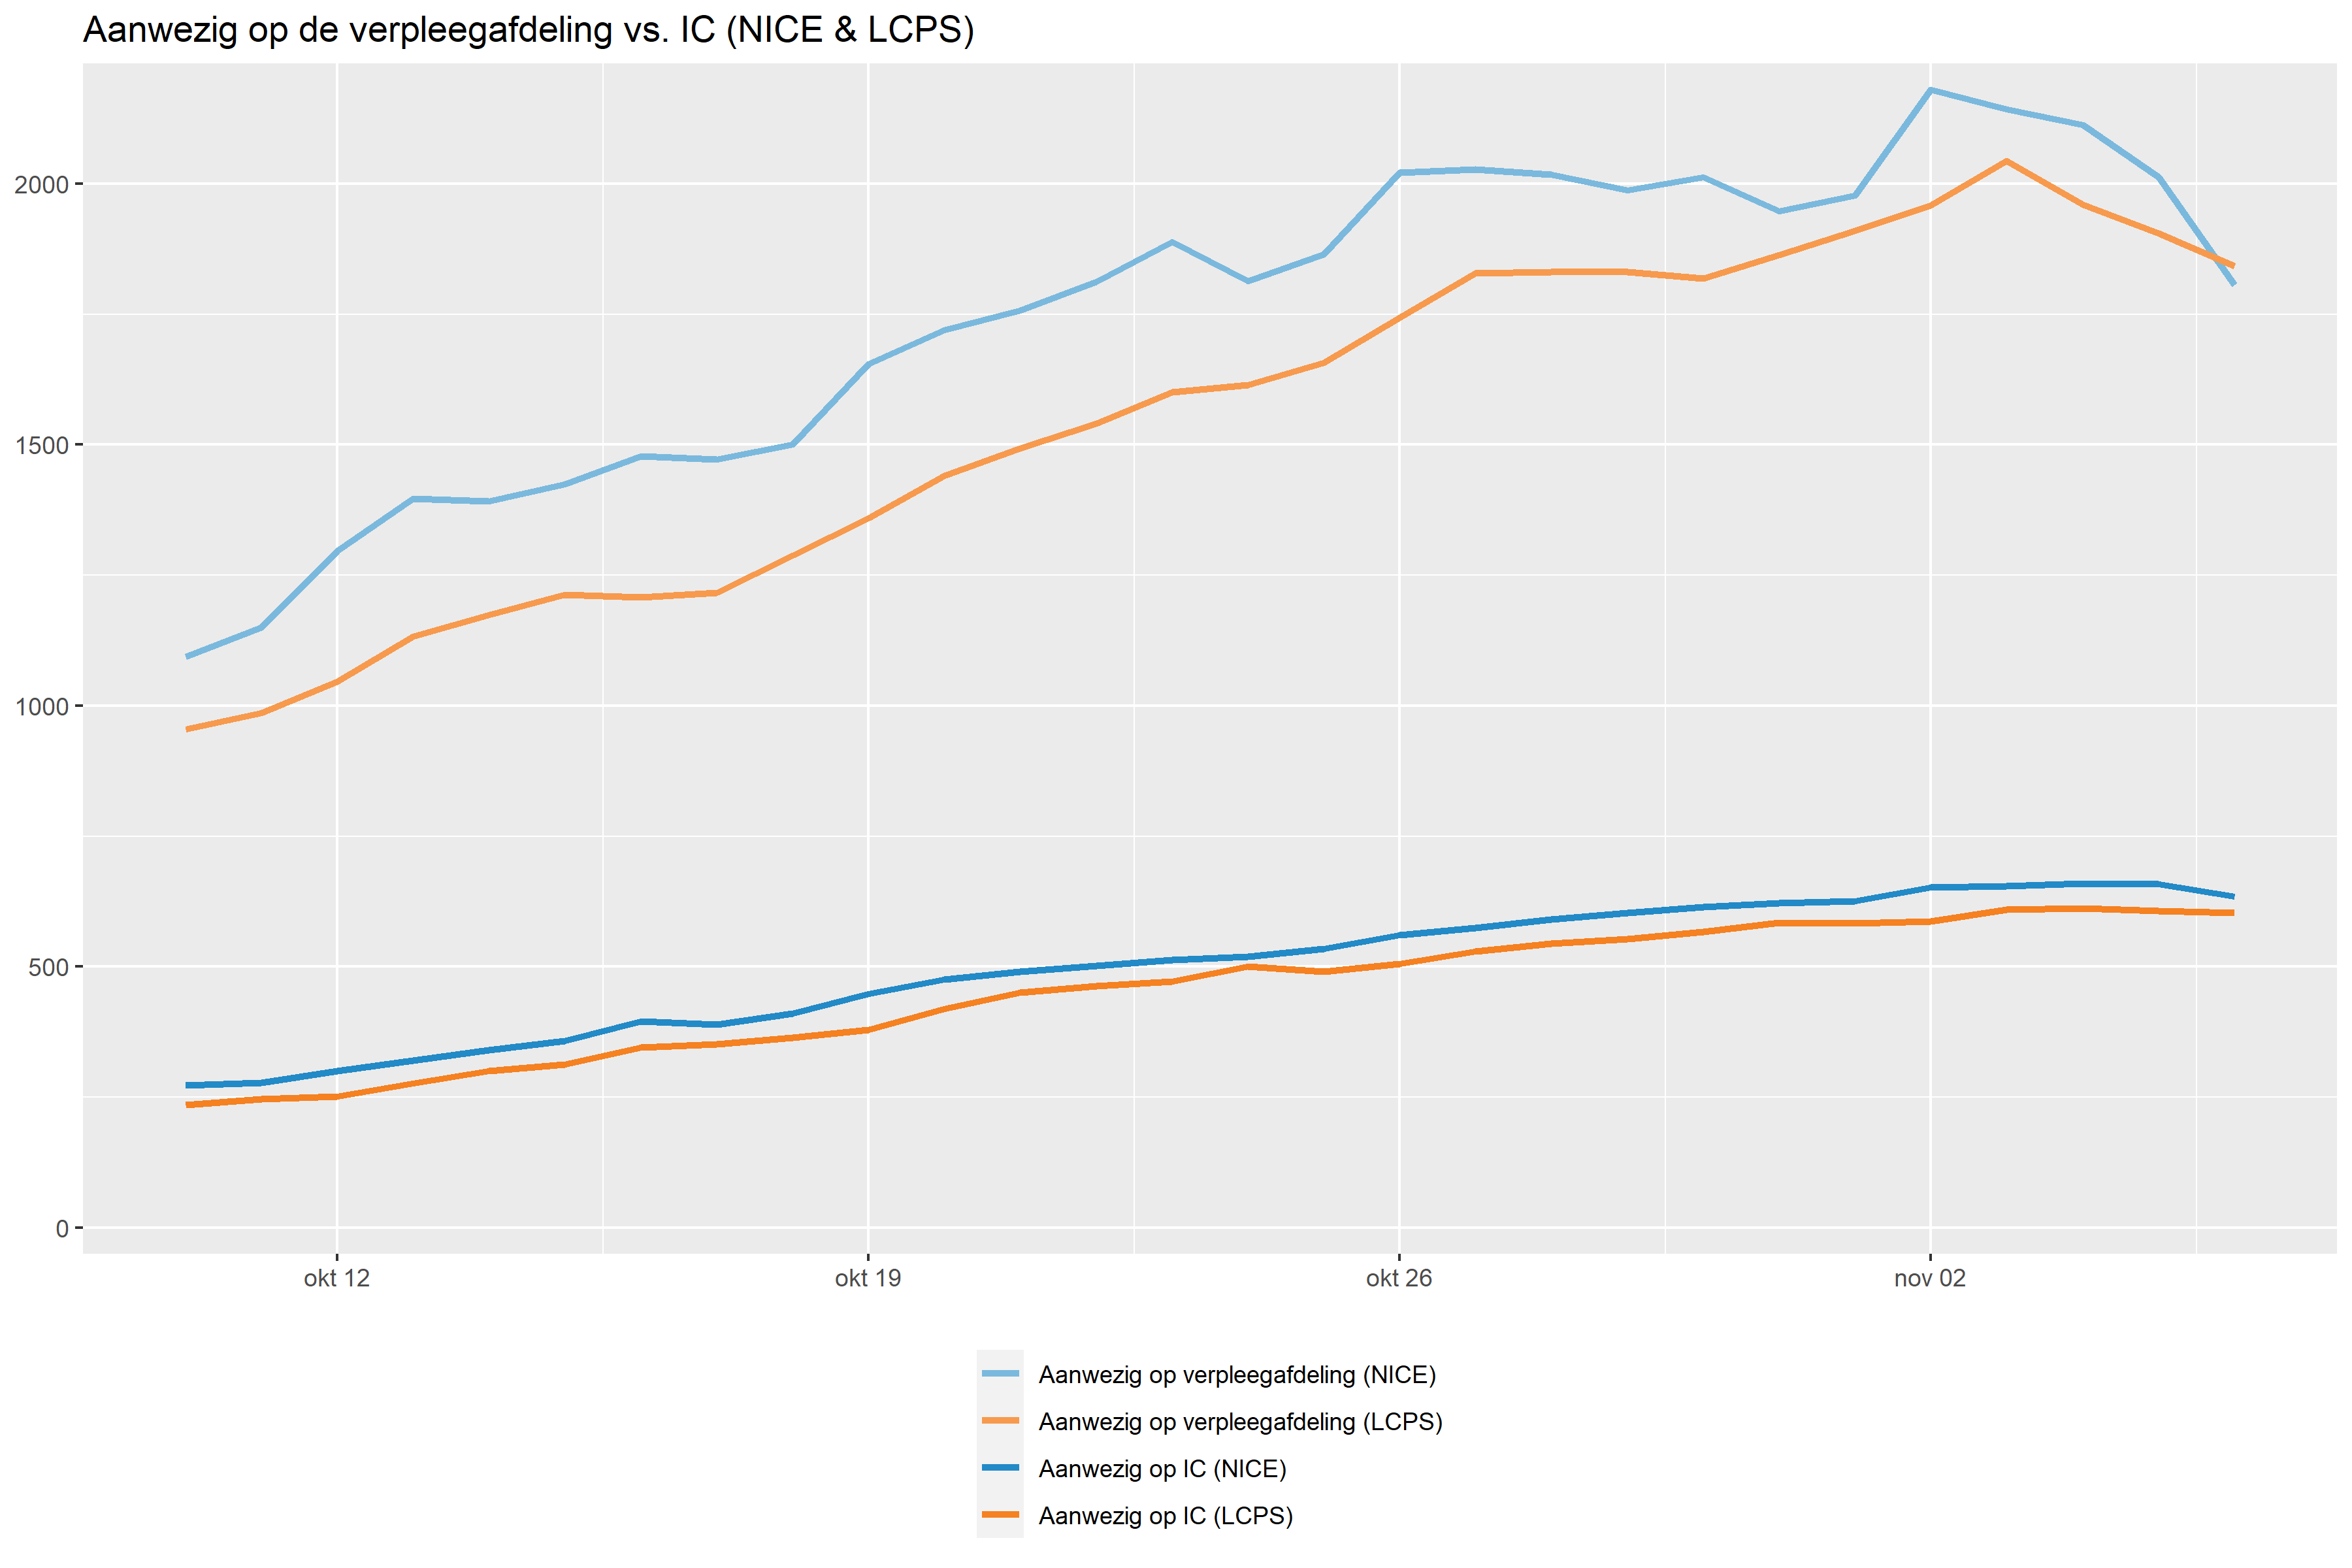 Aanwezig op de verpleegafdeling vs. IC (NICE & LCPS)
2000
1500
1000
500
0
okt 12 okt 19 okt 26 nov 02
Aanwezig op verpleegafdeling (NICE)
Aanwezig op verpleegafdeling (LCPS)
Aanwezig op IC (NICE)
Aanwezig op IC (LCPS)